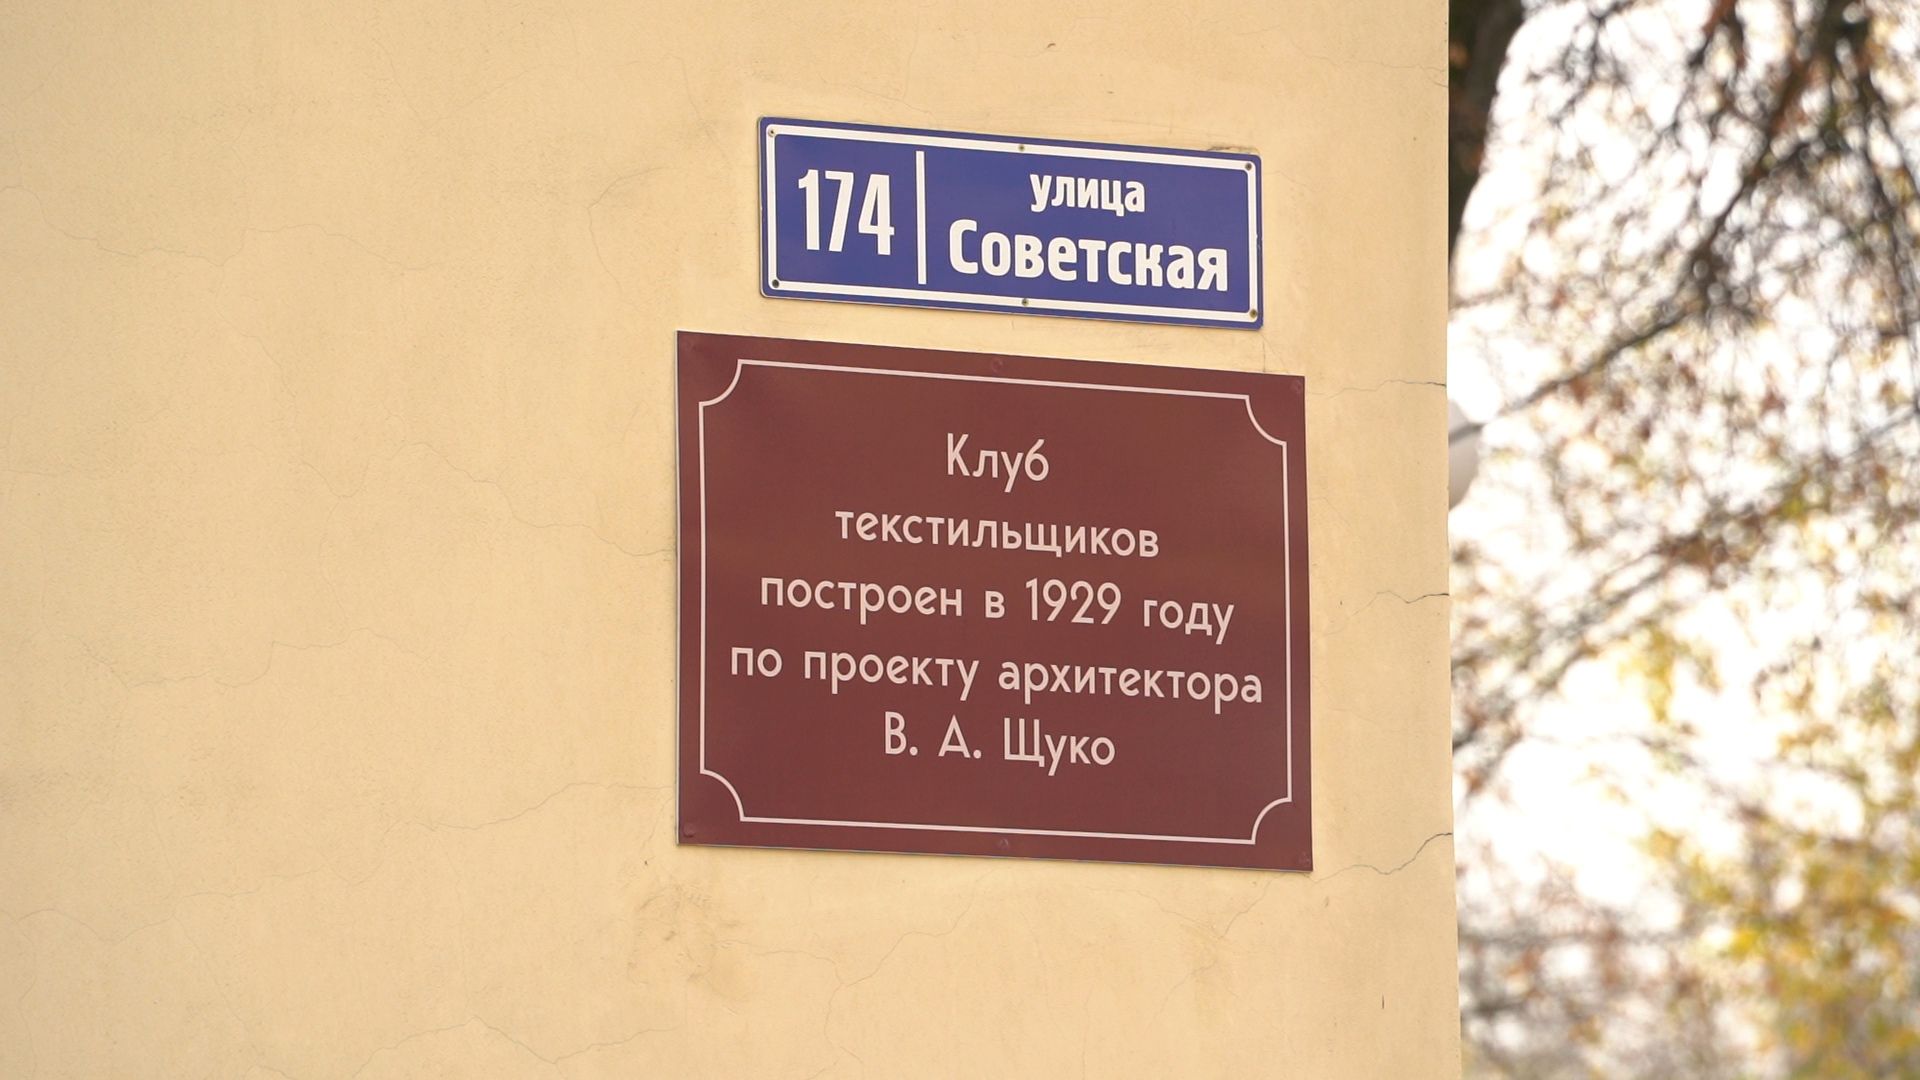 174
улица
Советская
Клуб
текстильщиков
построен в 1929 году
по проекту архитектора
В. А. Щуко